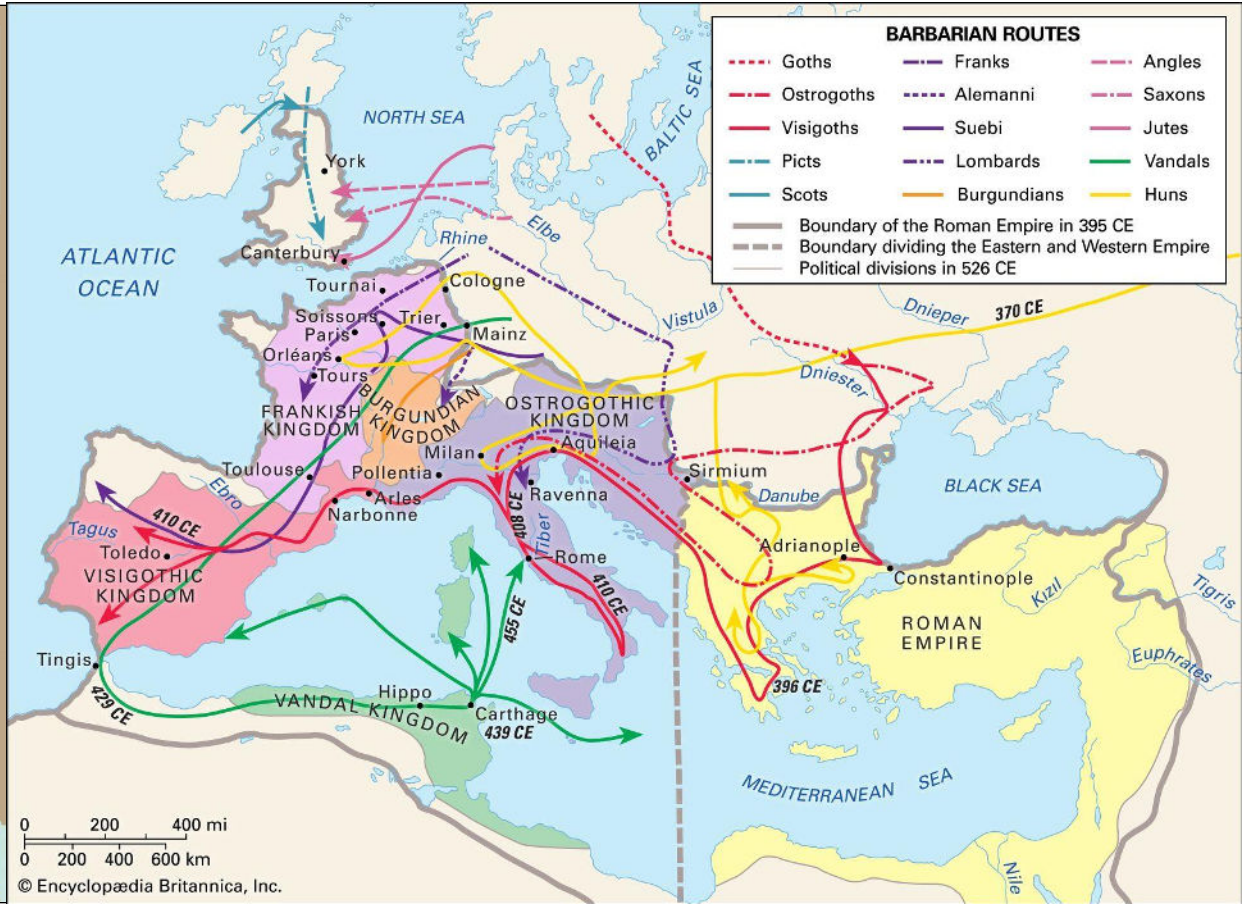 BARBARIAN ROUTES
Goths
Ostrogoths
Visigoths
Picts
Scots
Franks
Alemanni
Suebi
Lombards
Burgundians
Angles
Saxons
Jutes
Vandals
Huns
Boundary of the Roman Empire in 395 CE
Boundary dividing the Eastern and Western Empire
Political divisions in 526 CE
NORTH SEA
BALTIC SEA
York
ATLANTIC
OCEAN
Canterbury
Rhine
Elbe
Tournai
Cologne
Vistula
Dnieper
370 CE
Soissons
Trier
Paris
Mainz
Orléans
Tours
Dniester
FRANKISH
KINGDOM
BURGUNDIAN
KINGDOM
OSTROGOTHIC
KINGDOM
Milan
Aquileia
Toulouse
Pollentia
Sirmium
Ebro
Arles
Narbonne
Ravenna
Danube
BLACK SEA
410 CE
408 CE
Tagus
Toledo
Tiber
Rome
Adrianople
Constantinople
VISIGOTHIC
KINGDOM
410 CE
455 CE
Kızıl
Tigris
ROMAN
EMPIRE
Euphrates
Tingis
429 CE
Hippo
VANDAL KINGDOM
Carthage
439 CE
396 CE
MEDITERRANEAN SEA
Nile
0 200 400 mi
0 200 400 600 km
© Encyclopædia Britannica, Inc.